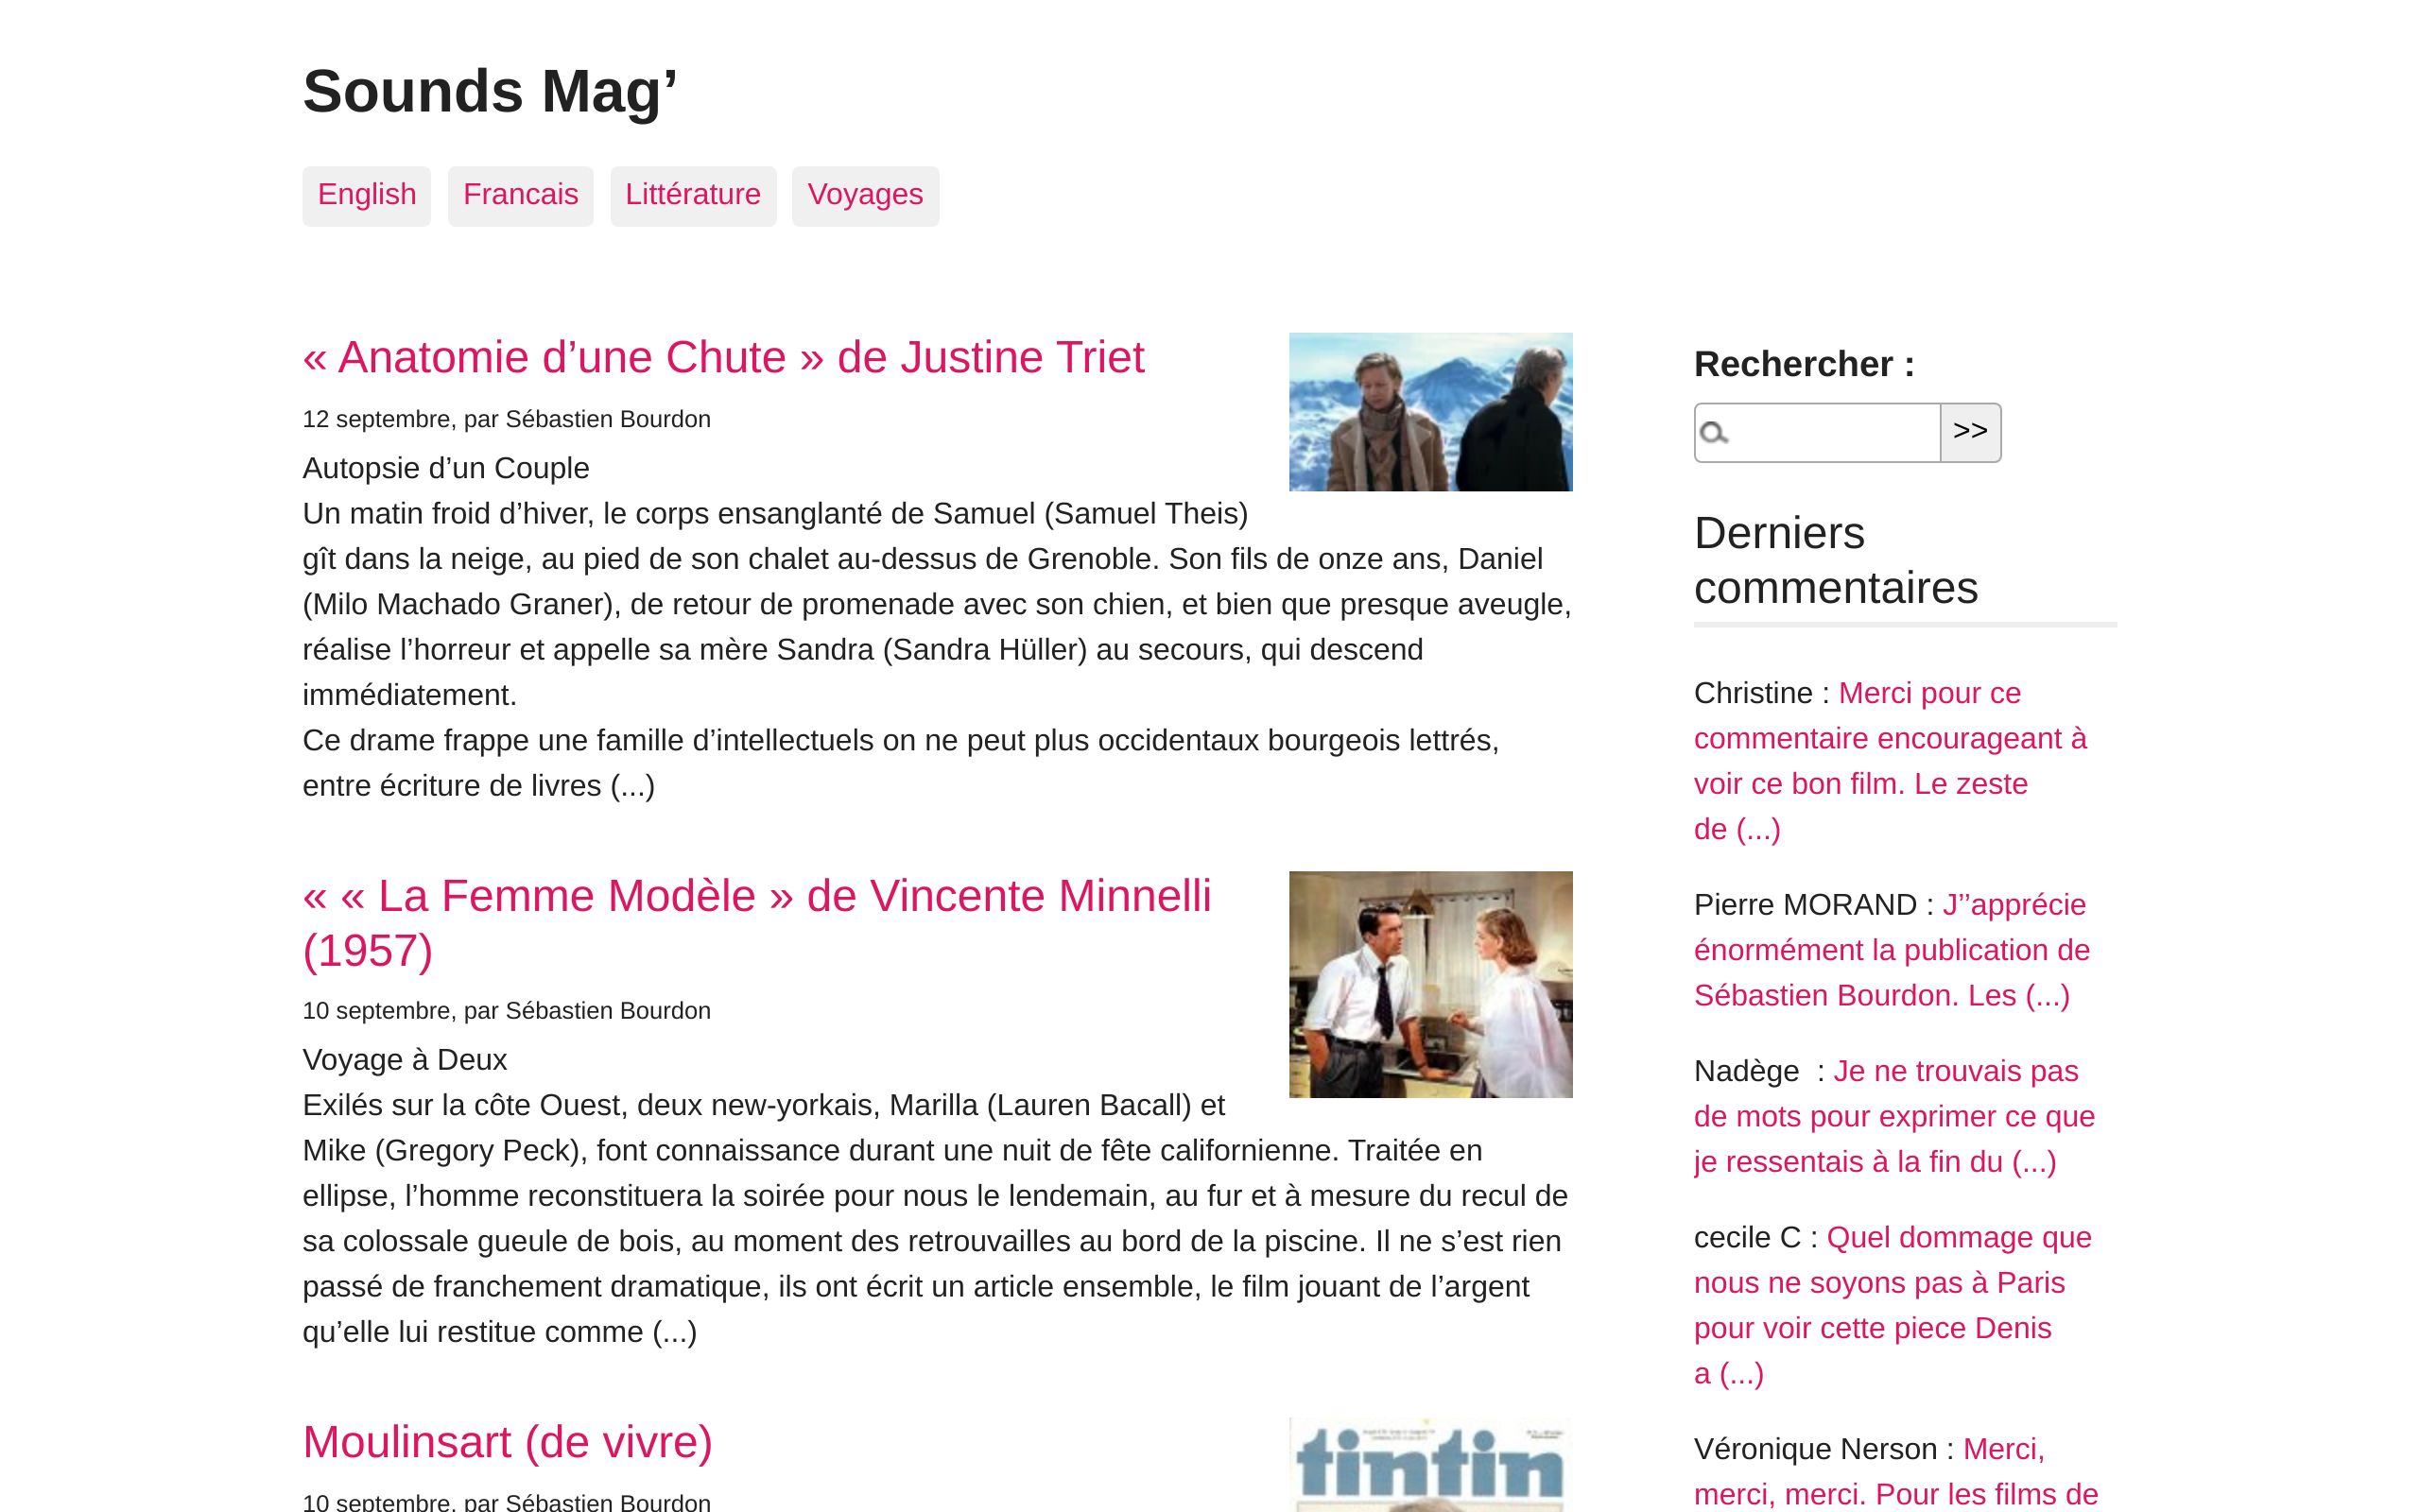 Sounds Mag’
English
Francais
Littérature
Voyages
« Anatomie d’une Chute » de Justine Triet
12 septembre, par Sébastien Bourdon
Autopsie d’un Couple
Un matin froid d’hiver, le corps ensanglanté de Samuel (Samuel Theis)
gît dans la neige, au pied de son chalet au-dessus de Grenoble. Son fils de onze ans, Daniel
(Milo Machado Graner), de retour de promenade avec son chien, et bien que presque aveugle,
réalise l’horreur et appelle sa mère Sandra (Sandra Hüller) au secours, qui descend
immédiatement.
Ce drame frappe une famille d’intellectuels on ne peut plus occidentaux bourgeois lettrés,
entre écriture de livres (...)
« « La Femme Modèle » de Vincente Minnelli
(1957)
10 septembre, par Sébastien Bourdon
Voyage à Deux
Exilés sur la côte Ouest, deux new-yorkais, Marilla (Lauren Bacall) et
Mike (Gregory Peck), font connaissance durant une nuit de fête californienne. Traitée en
ellipse, l’homme reconstituera la soirée pour nous le lendemain, au fur et à mesure du recul de
sa colossale gueule de bois, au moment des retrouvailles au bord de la piscine. Il ne s’est rien
passé de franchement dramatique, ils ont écrit un article ensemble, le film jouant de l’argent
qu’elle lui restitue comme (...)
Moulinsart (de vivre)
10 septembre, par Sébastien Bourdon
tintin
Rechercher :
>>
Derniers
commentaires
Christine : Merci pour ce
commentaire encourageant à
voir ce bon film. Le zeste
de (...)
Pierre MORAND : J’’apprécie
énormément la publication de
Sébastien Bourdon. Les (...)
Nadège  : Je ne trouvais pas
de mots pour exprimer ce que
je ressentais à la fin du (...)
cecile C : Quel dommage que
nous ne soyons pas à Paris
pour voir cette piece Denis
a (...)
Véronique Nerson : Merci,
merci, merci. Pour les films de